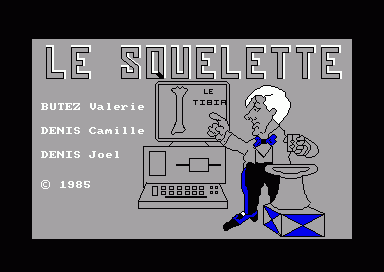 LE SQUELETTE
LE
TIBIA
BUTEZ Valerie
DENIS Camille
DENIS Joel
© 1985